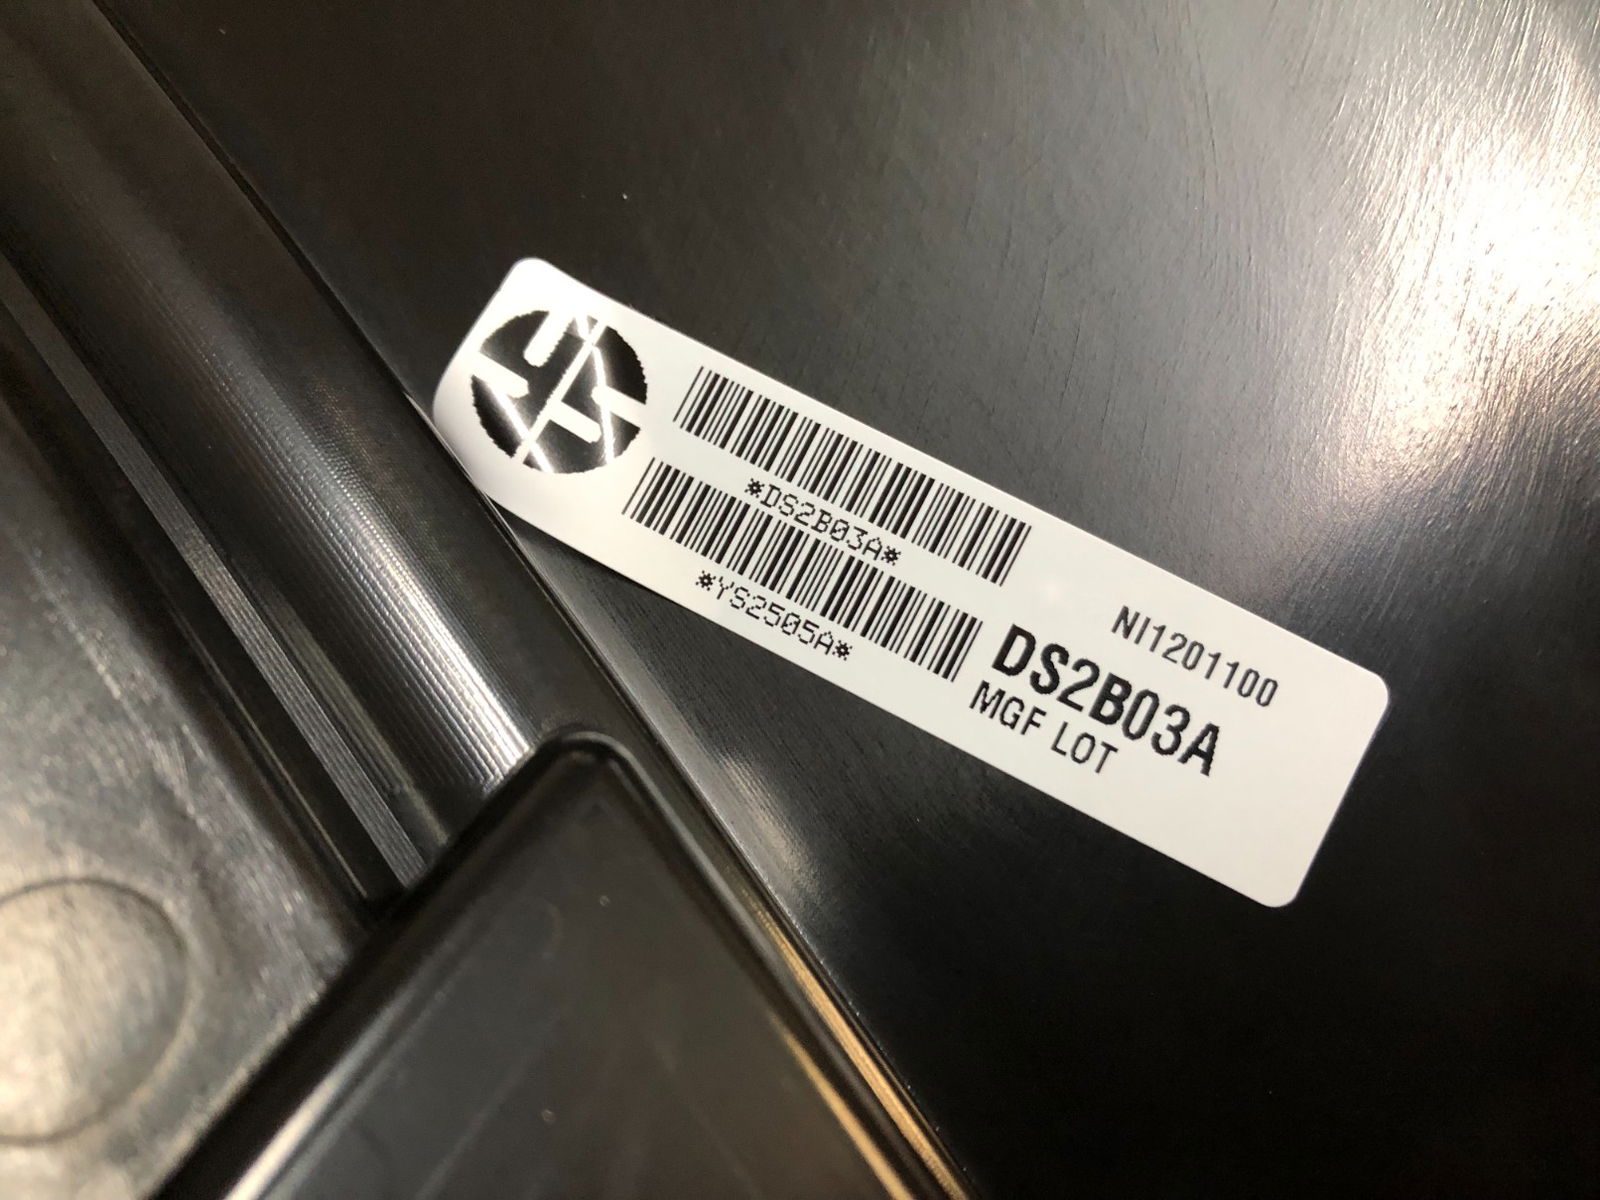 *DS2B03A*
*YS2505A*
NI1201100
DS2B03A
MGF LOT